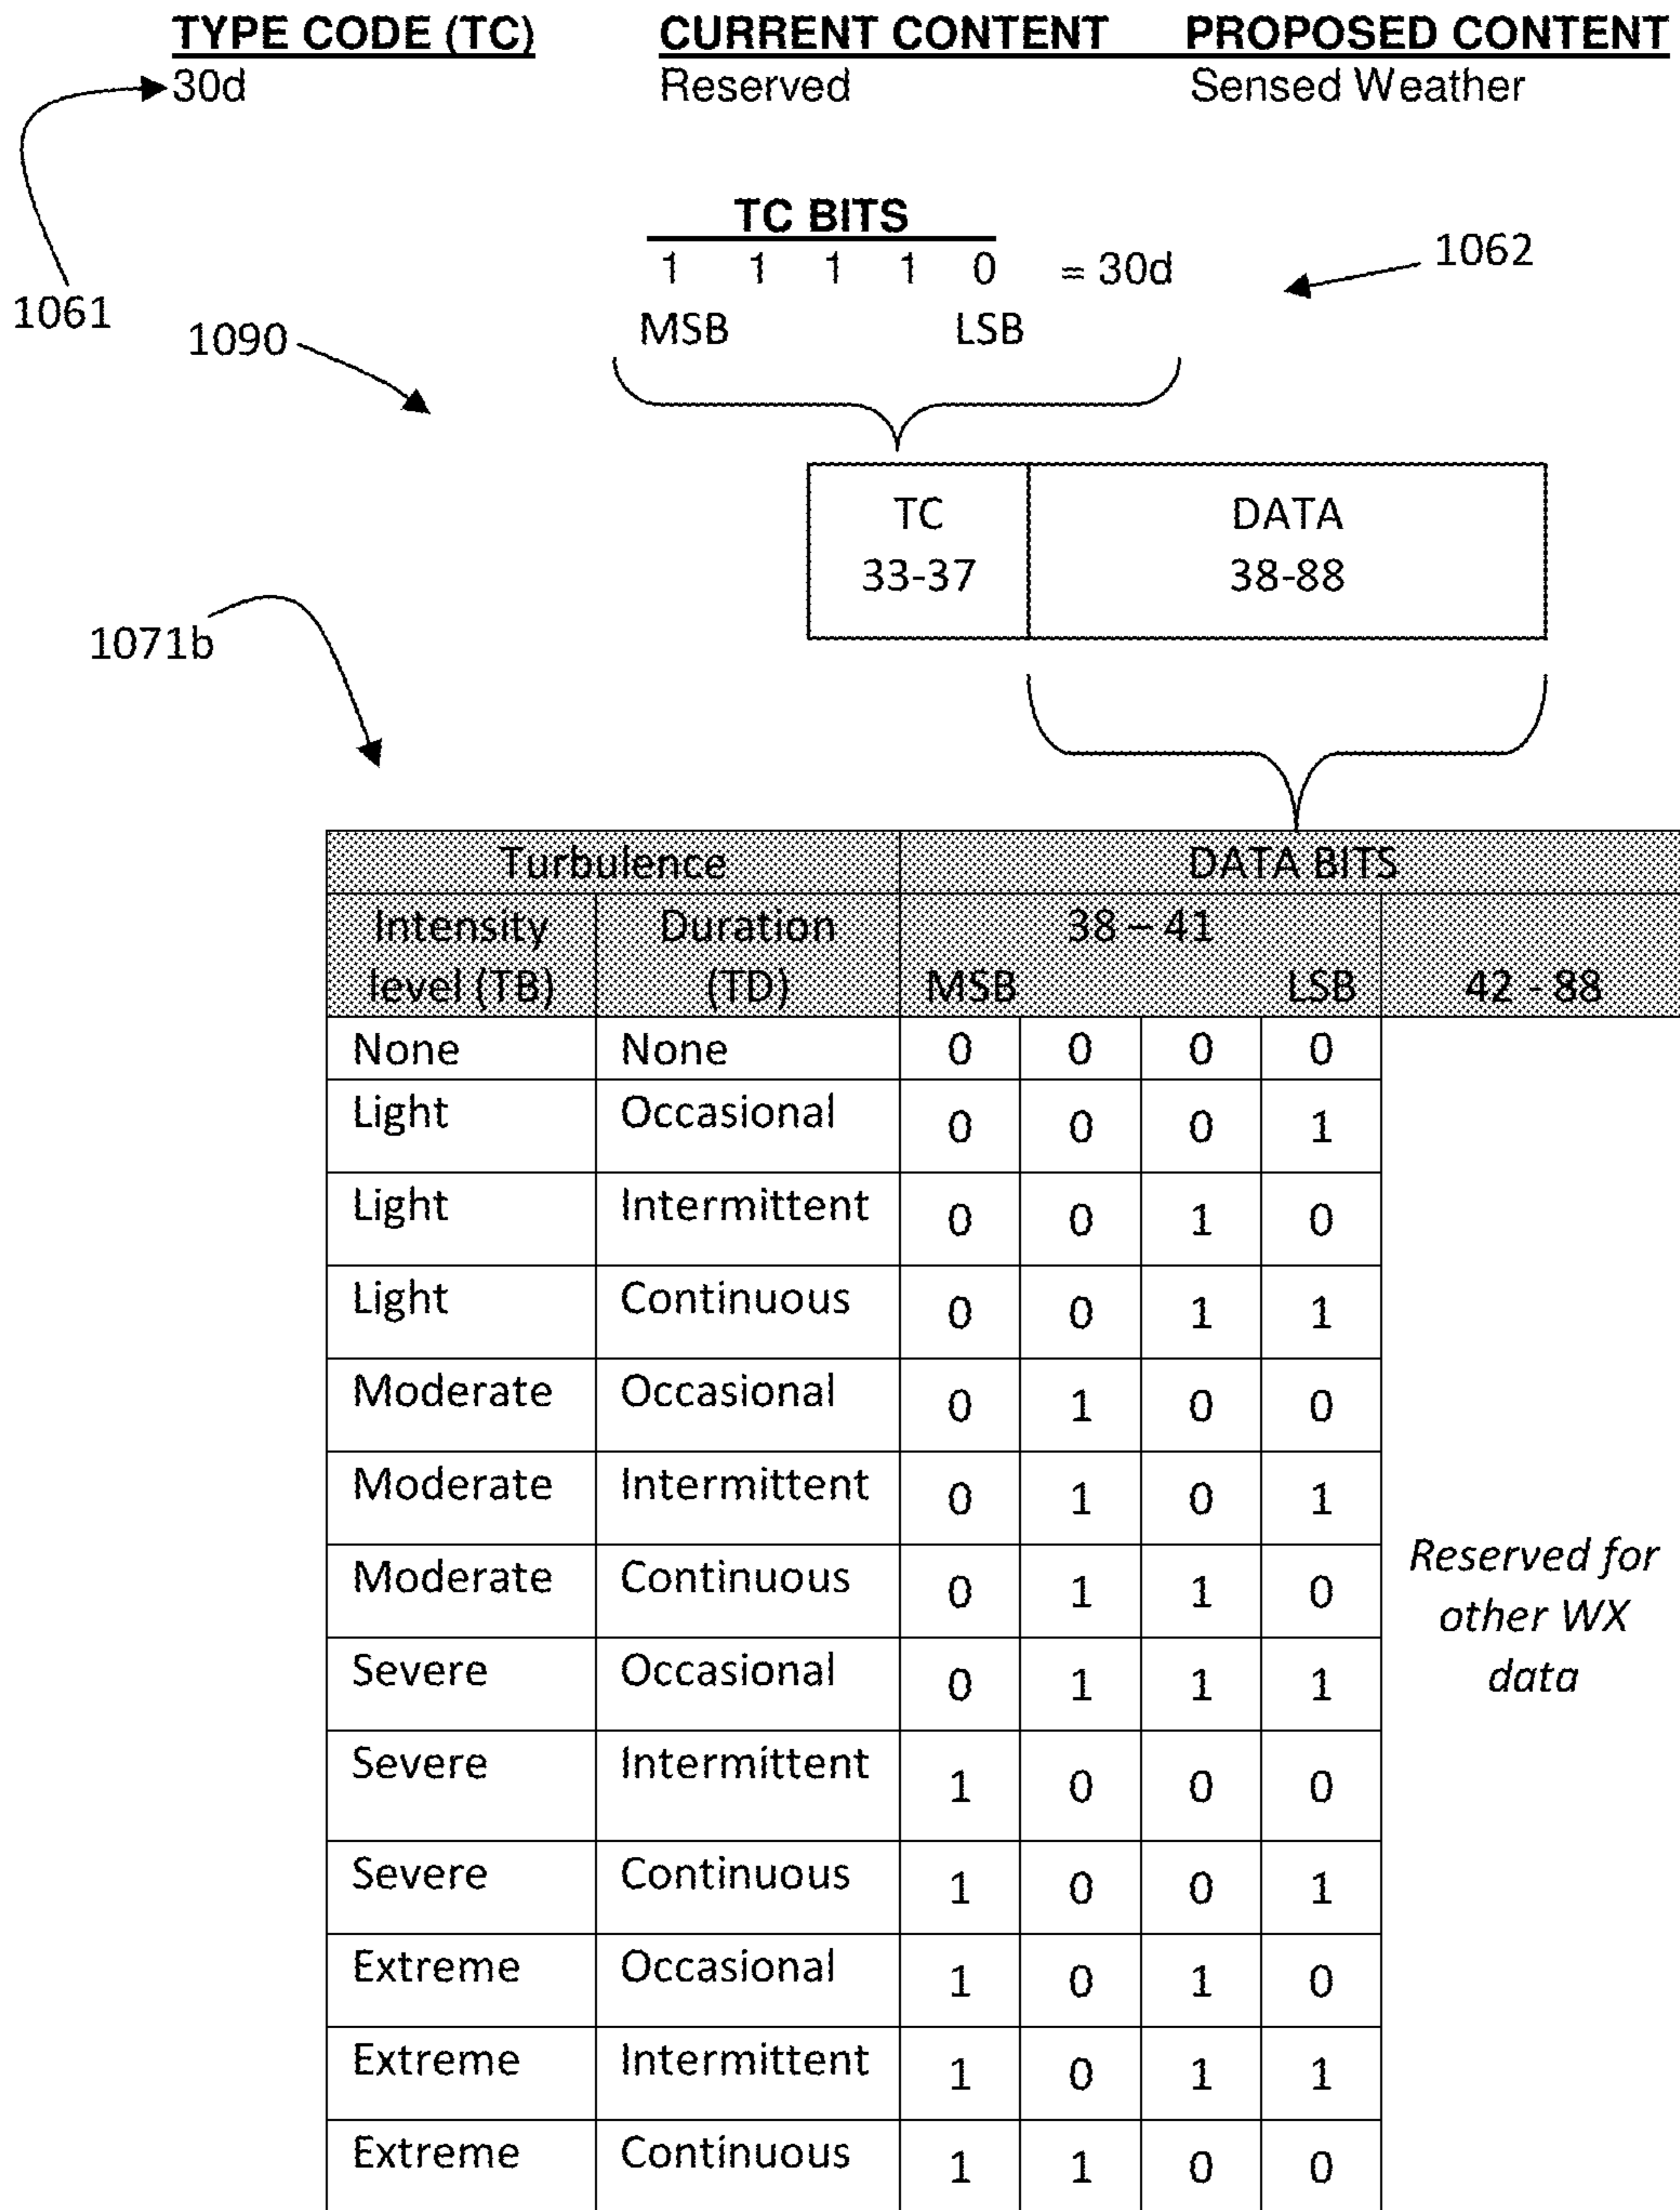 TYPE CODE (TC) CURRENT CONTENT PROPOSED CONTENT
30d Reserved Sensed Weather
TC BITS
1 1 1 1 0 = 30d
1062
MSB LSB
1061
1090
TC DATA
33-37 38-88
1071b
Turbulence DATA BITS
Intensity level (TB) Duration (TD) 38 – 41 MSB LSB 42 - 88
None None 0 0 0 0
Light Occasional 0 0 0 1
Light Intermittent 0 0 1 0
Light Continuous 0 0 1 1
Moderate Occasional 0 1 0 0
Moderate Intermittent 0 1 0 1
Moderate Continuous 0 1 1 0
Severe Occasional 0 1 1 1
Severe Intermittent 1 0 0 0
Severe Continuous 1 0 0 1
Extreme Occasional 1 0 1 0
Extreme Intermittent 1 0 1 1
Extreme Continuous 1 1 0 0
Reserved for
other WX
data